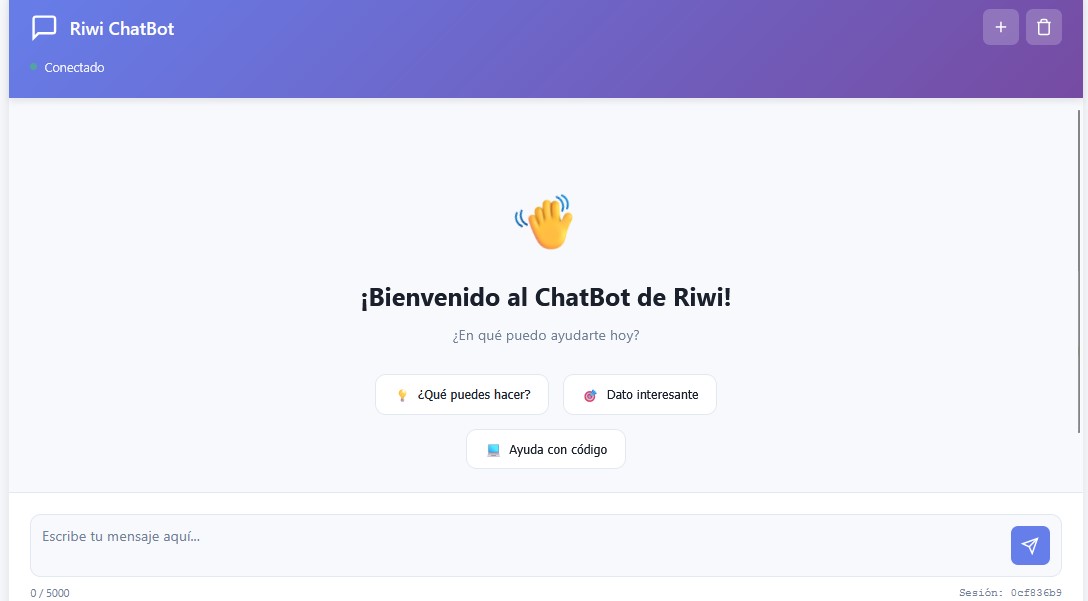 Riwi ChatBot
+
Conectado
¡Bienvenido al ChatBot de Riwi!
¿En qué puedo ayudarte hoy?
¿Qué puedes hacer?
Dato interesante
Ayuda con código
Escribe tu mensaje aquí...
0 / 5000
Sesión: 0cf836b9